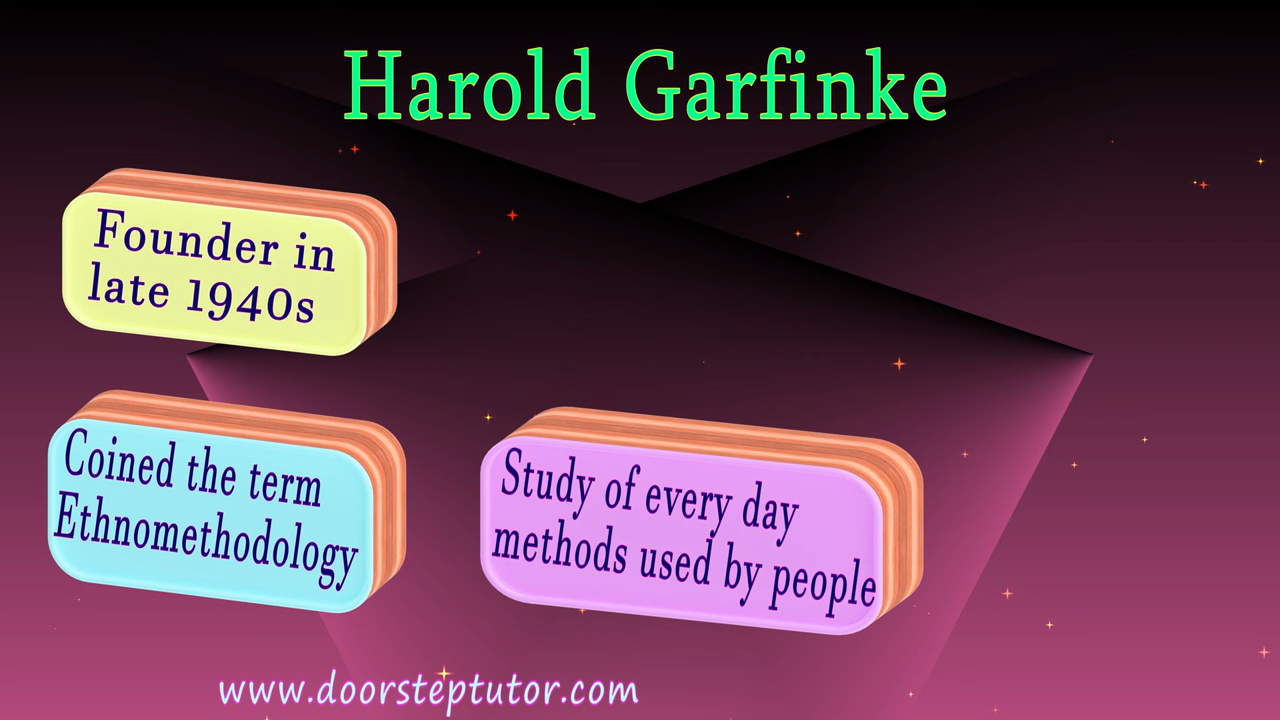 Harold Garfinke
Founder in
late 1940s
Coined the term
Ethnomethodology
Study of every day
methods used by people
www.doorsteptutor.com